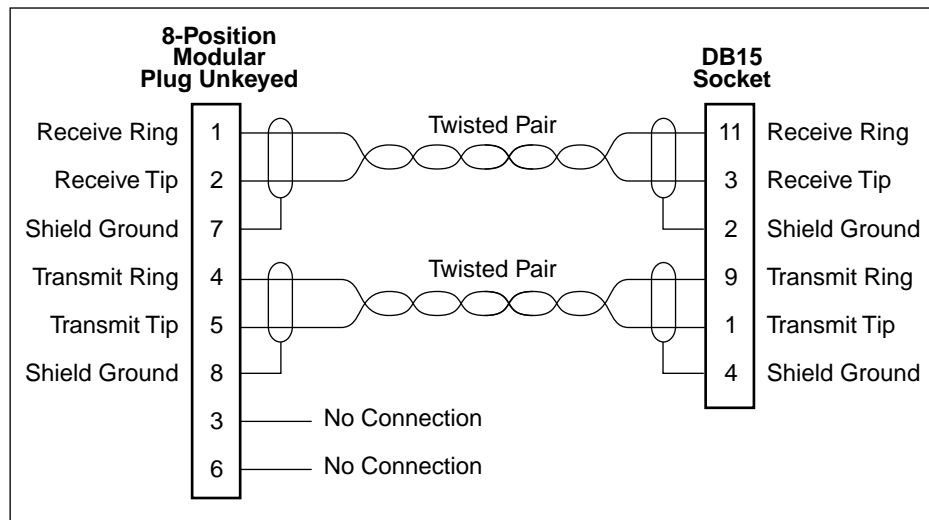 8-Position
Modular
Plug Unkeyed
DB15
Socket
Receive Ring 1 Twisted Pair 11 Receive Ring
Receive Tip 2 3 Receive Tip
Shield Ground 7 2 Shield Ground
Transmit Ring 4 Twisted Pair 9 Transmit Ring
Transmit Tip 5 1 Transmit Tip
Shield Ground 8 4 Shield Ground
3 No Connection
6 No Connection